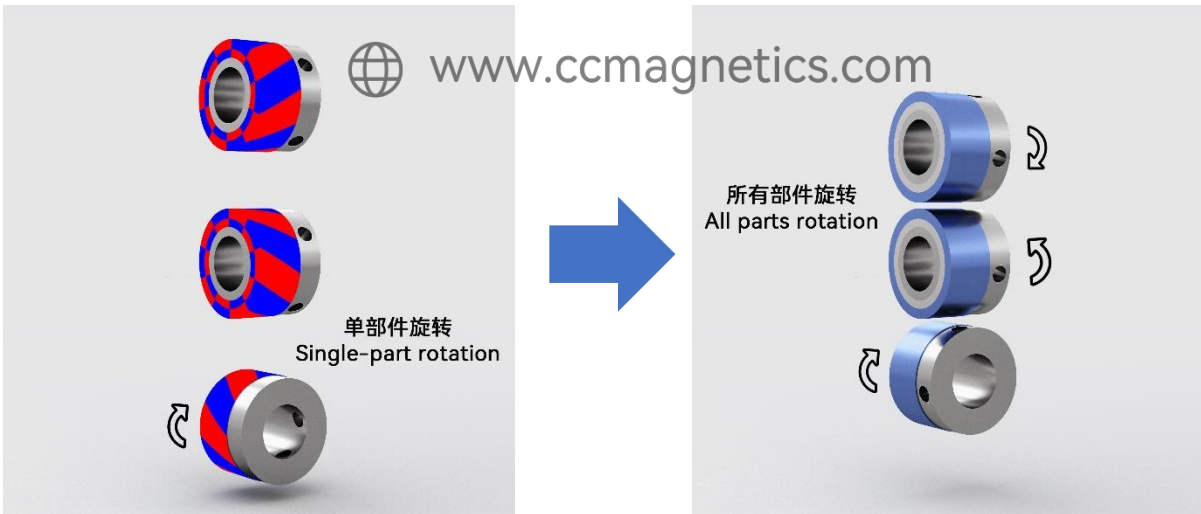 www.ccmagnetics.com
单部件旋转
Single-part rotation
所有部件旋转
All parts rotation